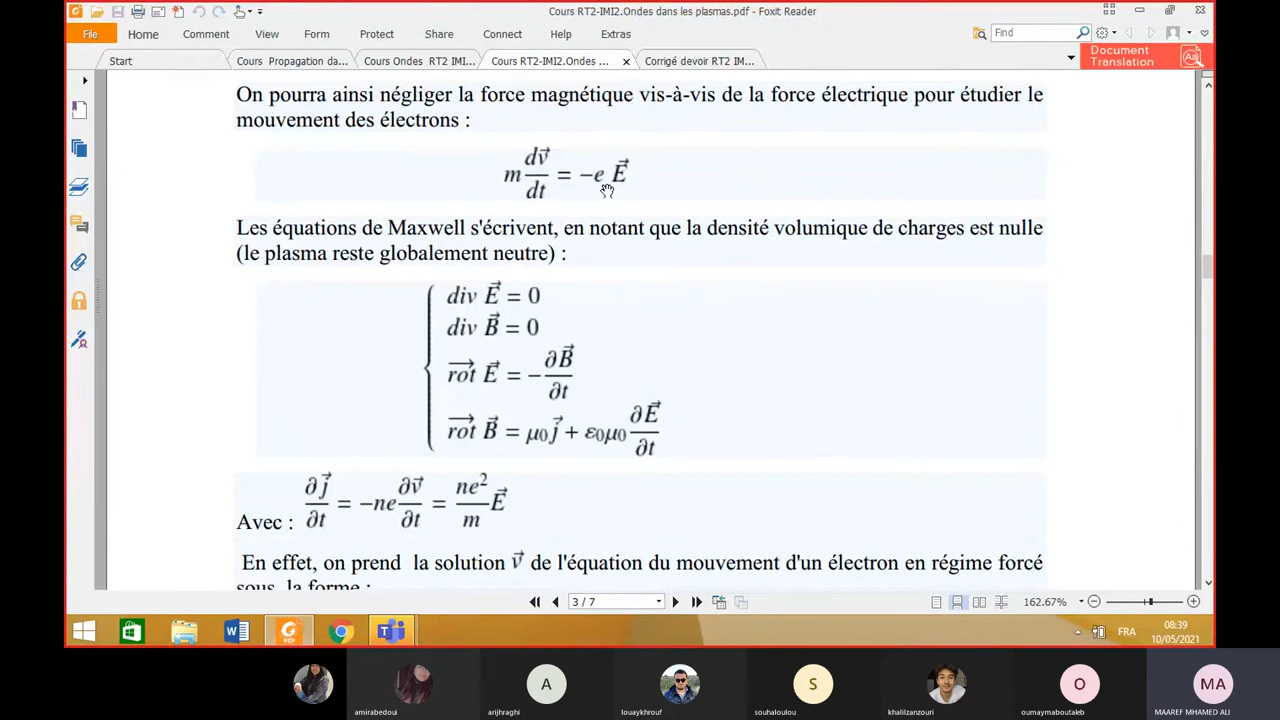 Cours RT2-IMI2.Ondes dans les plasmas.pdf - Foxit Reader
File Home Comment View Form Protect Share Connect Help Extras Find
Start Cours Propagation da... Cours Ondes RT2 IMI... Cours RT2-IMI2.Ondes ... Corrigé devoir RT2 IM... Document Translation
On pourra ainsi négliger la force magnétique vis-à-vis de la force électrique pour étudier le
mouvement des électrons :
m dv⃗/dt = −e E⃗
Les équations de Maxwell s'écrivent, en notant que la densité volumique de charges est nulle
(le plasma reste globalement neutre) :
div E⃗ = 0
div B⃗ = 0
rot⃗ E⃗ = − ∂B⃗/∂t
rot⃗ B⃗ = μ₀ j⃗ + ε₀μ₀ ∂E⃗/∂t
Avec : ∂j⃗/∂t = −ne ∂v⃗/∂t = ne²/m E⃗
En effet, on prend la solution v⃗ de l'équation du mouvement d'un électron en régime forcé
sous la forme :
3 / 7 162.67%
FRA 08:39
10/05/2021
A S O MA
amirabedoui arijhraghi louaykhrouf souhaloulou khalilzanzouri oumaymaboutaleb MAAREF MHAMED ALI